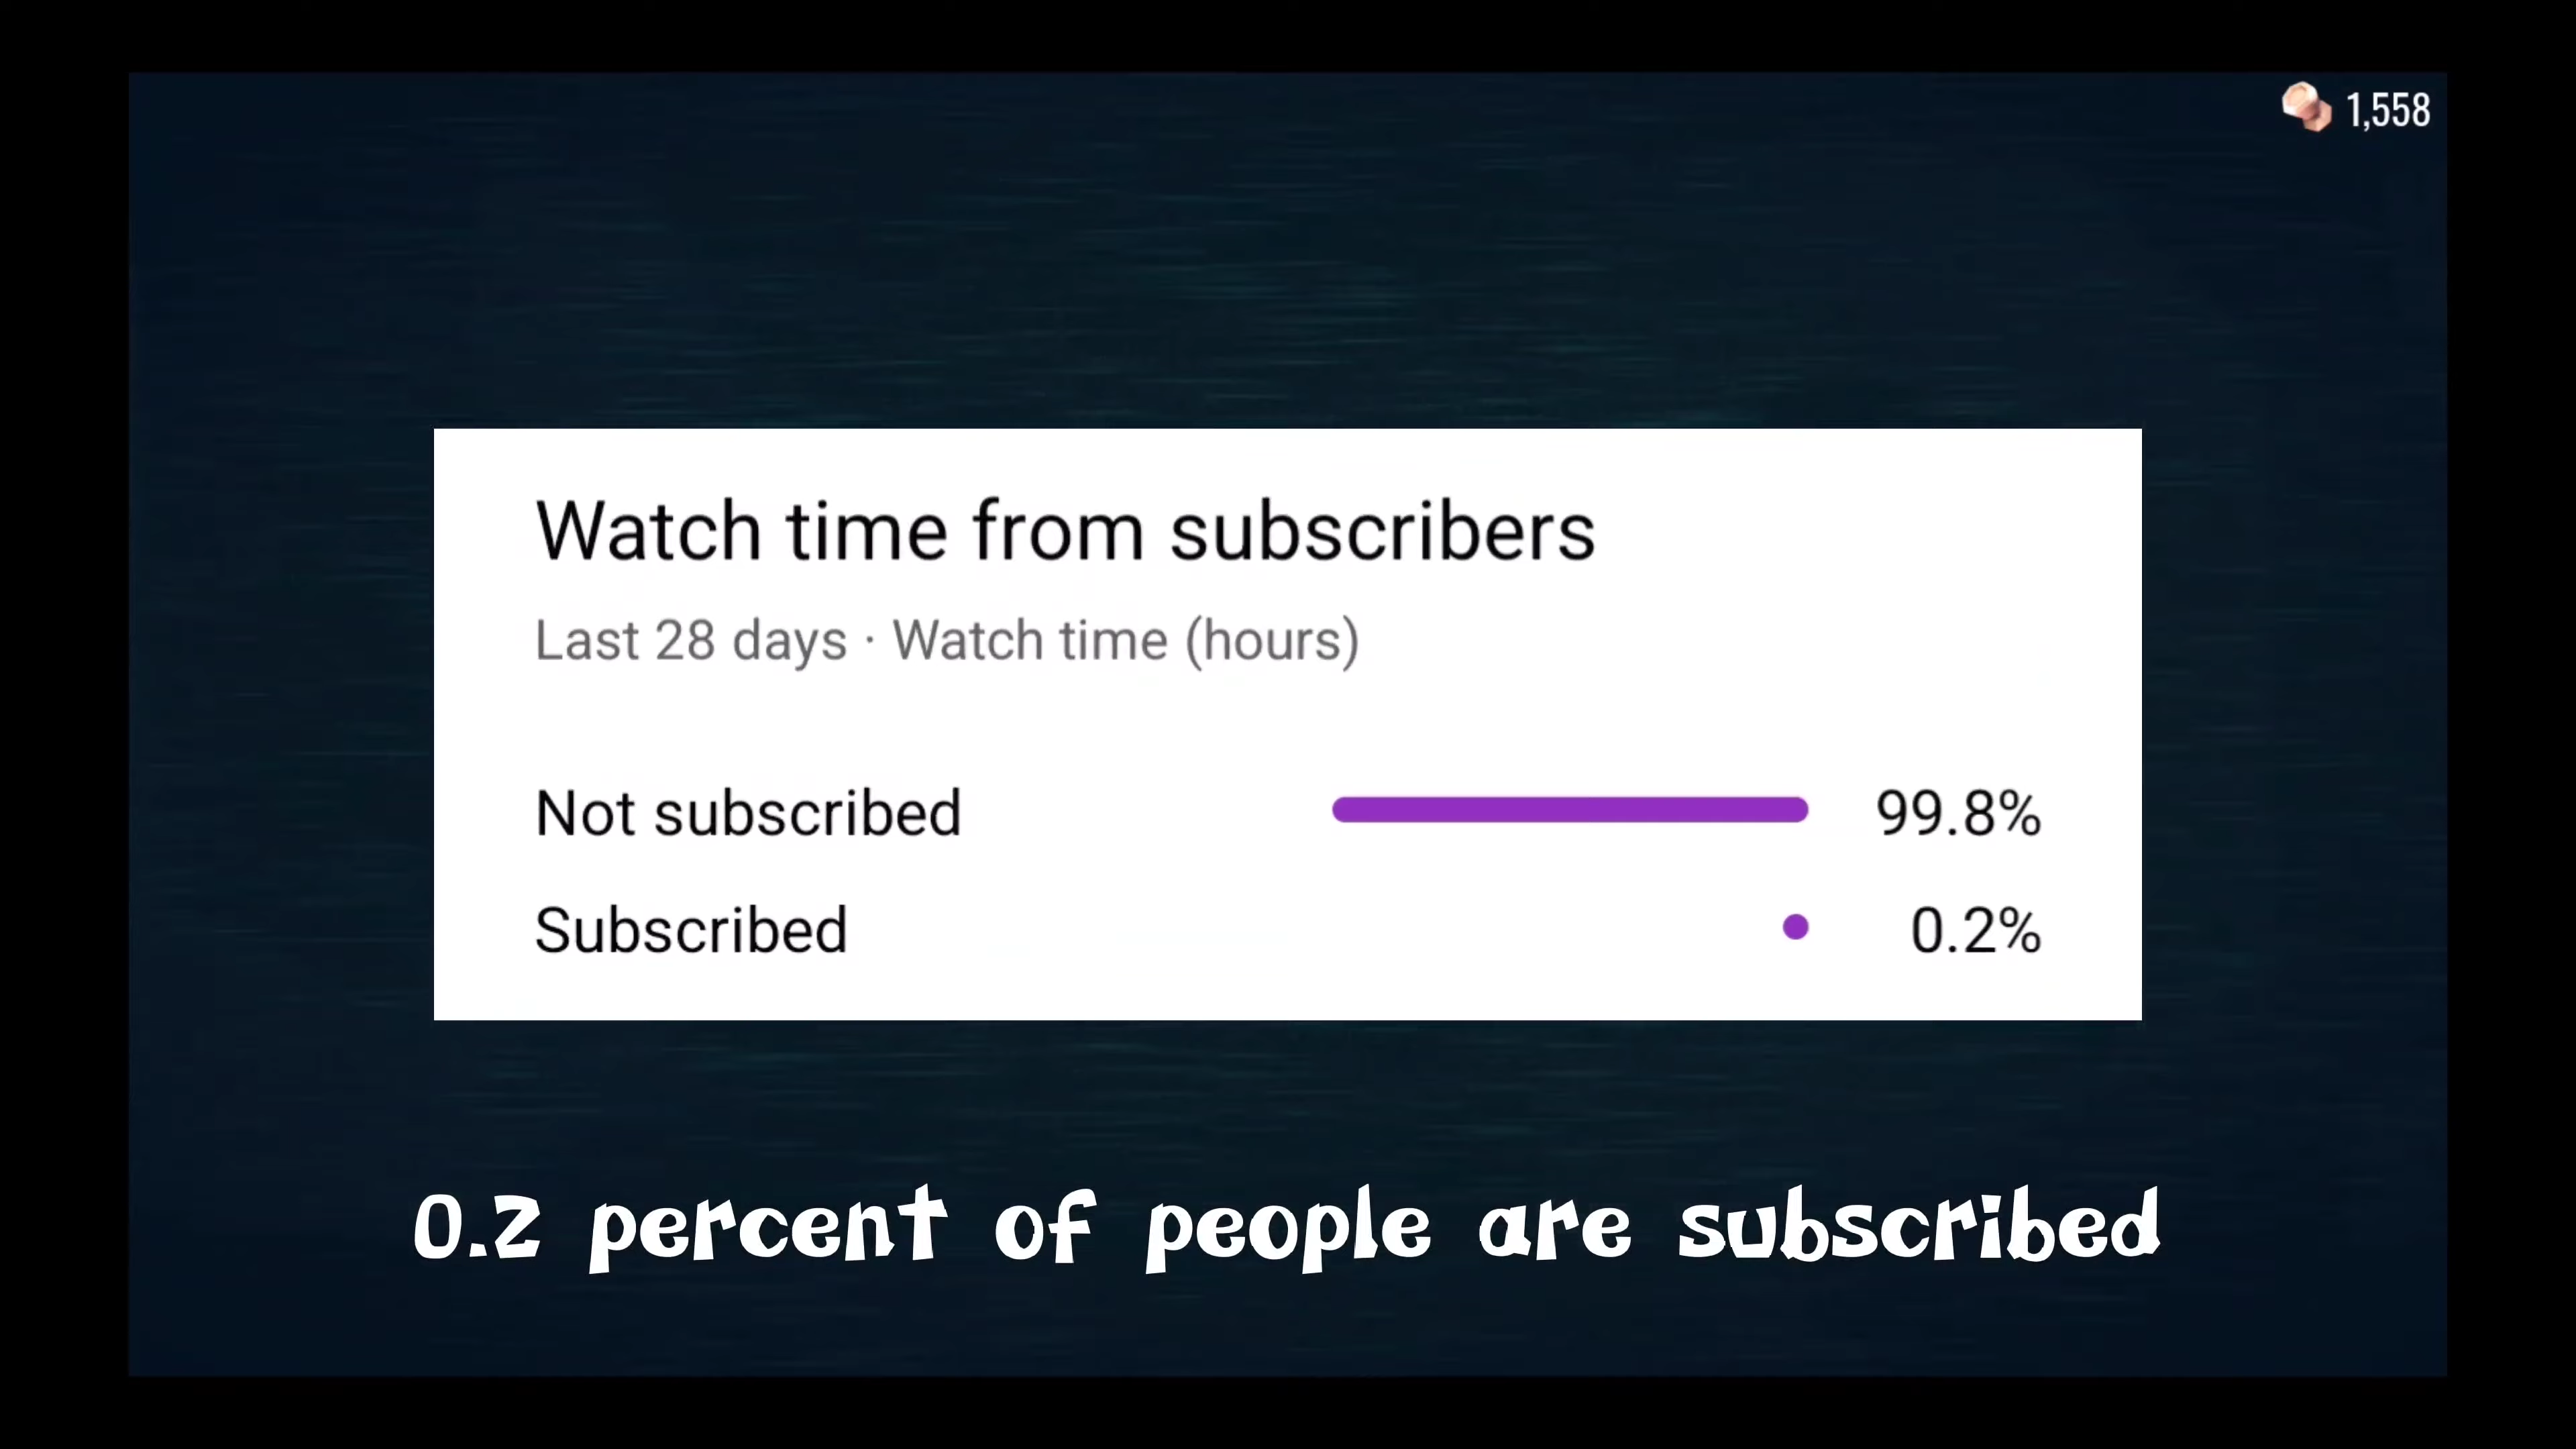 1,558
Watch time from subscribers
Last 28 days · Watch time (hours)
Not subscribed 99.8%
Subscribed 0.2%
0.2 percent of people are subscribed